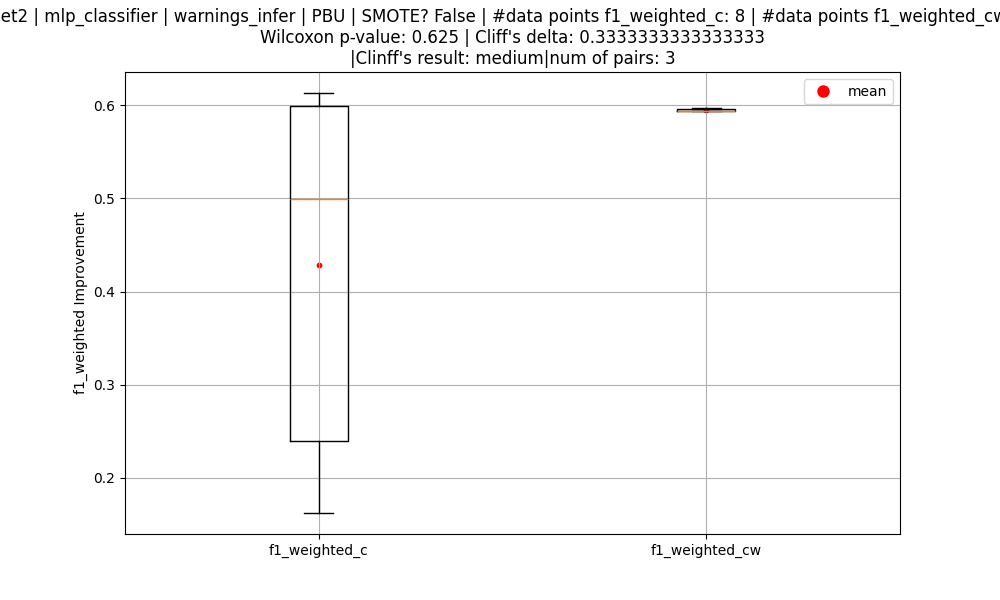 et2 | mlp_classifier | warnings_infer | PBU | SMOTE? False | #data points f1_weighted_c: 8 | #data points f1_weighted_cw
Wilcoxon p-value: 0.625 | Cliff's delta: 0.3333333333333333
|Clinff's result: medium|num of pairs: 3
mean
0.6
0.5
0.4
0.3
0.2
f1_weighted Improvement
f1_weighted_c
f1_weighted_cw